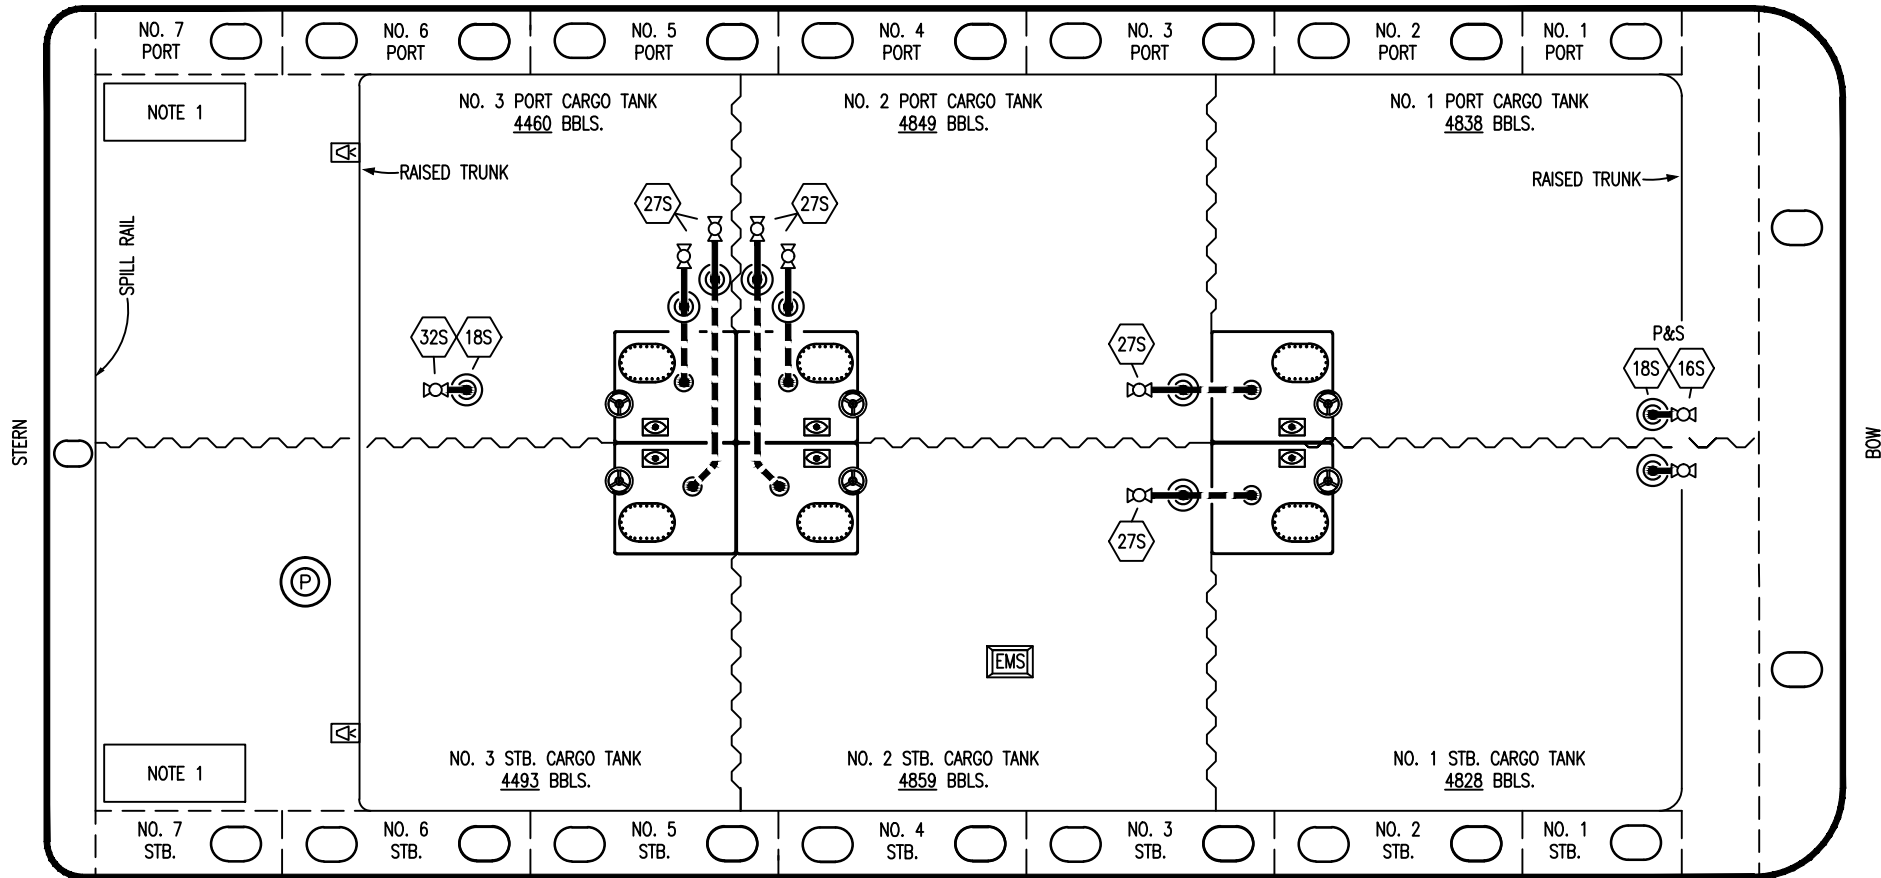 NO. 7
PORT
NO. 6
PORT
NO. 5
PORT
NO. 4
PORT
NO. 3
PORT
NO. 2
PORT
NO. 1
PORT
NOTE 1
NO. 3 PORT CARGO TANK
4460 BBLS.
NO. 2 PORT CARGO TANK
4849 BBLS.
NO. 1 PORT CARGO TANK
4838 BBLS.
RAISED TRUNK
RAISED TRUNK
SPILL RAIL
27S
27S
32S
18S
27S
P&S
18S
16S
STERN
BOW
27S
P
EMS
NOTE 1
NO. 3 STB. CARGO TANK
4493 BBLS.
NO. 2 STB. CARGO TANK
4859 BBLS.
NO. 1 STB. CARGO TANK
4828 BBLS.
NO. 7
STB.
NO. 6
STB.
NO. 5
STB.
NO. 4
STB.
NO. 3
STB.
NO. 2
STB.
NO. 1
STB.